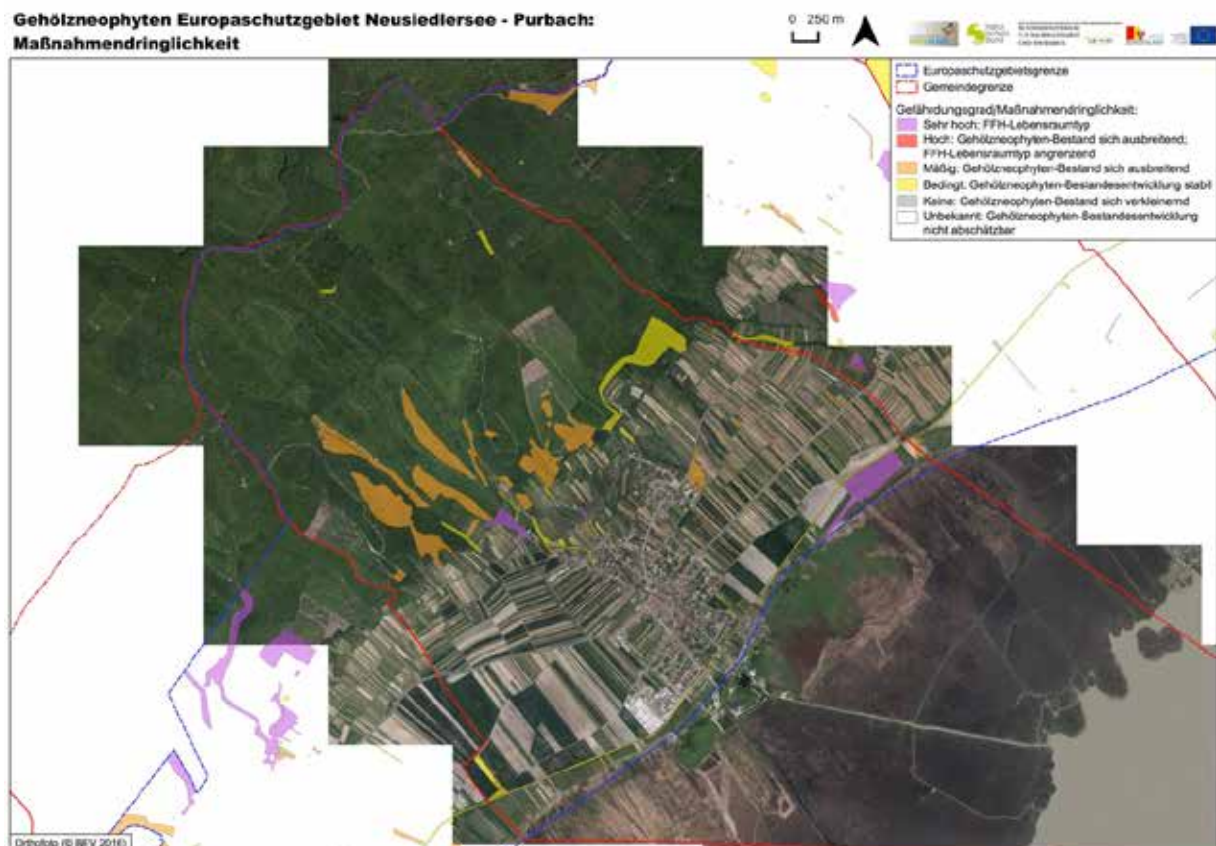 Gehölzneophyten Europaschutzgebiet Neusiedlersee - Purbach:
Maßnahmendringlichkeit
0 250 m
Europaschutzgebietsgrenze
Gemeindegrenze
Gefährdungsgrad/Maßnahmendringlichkeit:
Sehr hoch: FFH-Lebensraumtyp
Hoch: Gehölzneophyten-Bestand sich ausbreitend;
FFH-Lebensraumtyp angrenzend
Mäßig: Gehölzneophyten-Bestand sich ausbreitend
Bedingt: Gehölzneophyten-Bestandesentwicklung stabil
Keine: Gehölzneophyten-Bestand sich verkleinernd
Unbekannt: Gehölzneophyten-Bestandesentwicklung
nicht abschätzbar
Orthofoto (© BEV 2016)